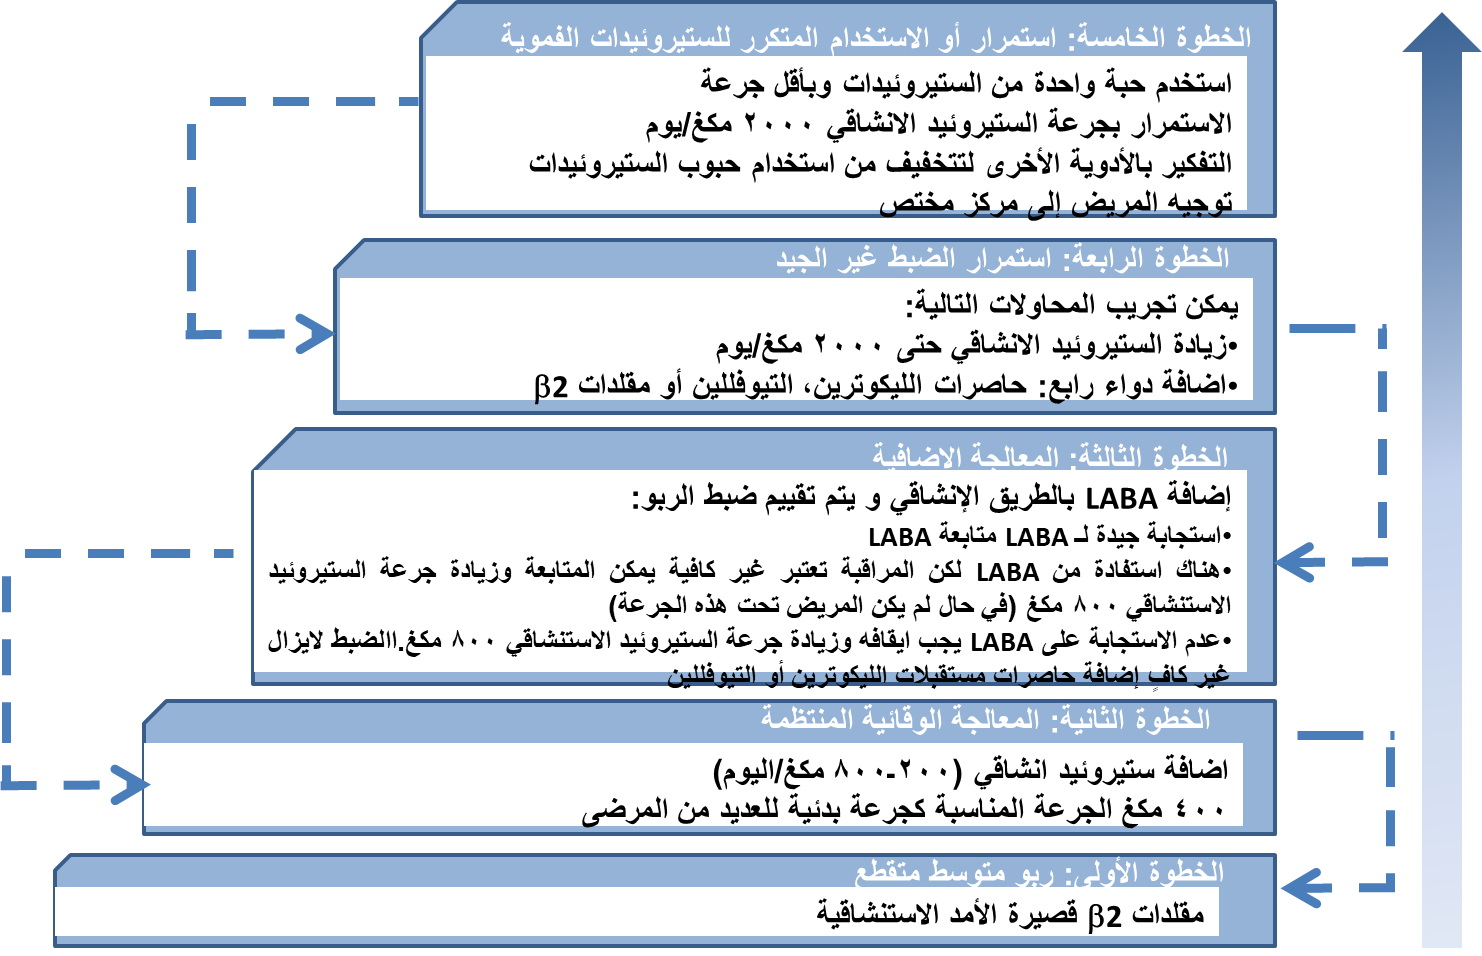 الخطوة الخامسة: استمرار أو الاستخدام المتكرر للستيروئيدات الفموية
استخدم حبة واحدة من الستيروئيدات وبأقل جرعة
الاستمرار بجرعة الستيروئيد الانشاقي ٢٠٠٠ مكغ/يوم
التفكير بالأدوية الأخرى لتتخفيف من استخدام حبوب الستيروئيدات
توجيه المريض إلى مركز مختص
الخطوة الرابعة: استمرار الضبط غير الجيد
يمكن تجريب المحاولات التالية:
•زيادة الستيروئيد الانشاقي حتى ٢٠٠٠ مكغ/يوم
•اضافة دواء رابع: حاصرات الليكوترين، التيوفللين أو مقلدات β2
الخطوة الثالثة: المعالجة الاضافية
إضافة LABA بالطريق الإنشاقي و يتم تقييم ضبط الربو:
•استجابة جيدة لـ LABA متابعة LABA
•هناك استفادة من LABA لكن المراقبة تعتبر غير كافية يمكن المتابعة وزيادة جرعة الستيروئيد
الاستنشاقي ٨٠٠ مكغ (في حال لم يكن المريض تحت هذه الجرعة)
•عدم الاستجابة على LABA يجب ايقافه وزيادة جرعة الستيروئيد الاستنشاقي ٨٠٠ مكغ.االضبط لايزال
غير كافٍ إضافة حاصرات مستقبلات الليكوترين أو التيوفللين
الخطوة الثانية: المعالجة الوقائية المنتظمة
اضافة ستيروئيد انشاقي (٢٠٠-٨٠٠ مكغ/اليوم)
٤٠٠ مكغ الجرعة المناسبة كجرعة بدئية للعديد من المرضى
الخطوة الأولى: ربو متوسط متقطع
مقلدات β2 قصيرة الأمد الاستنشاقية